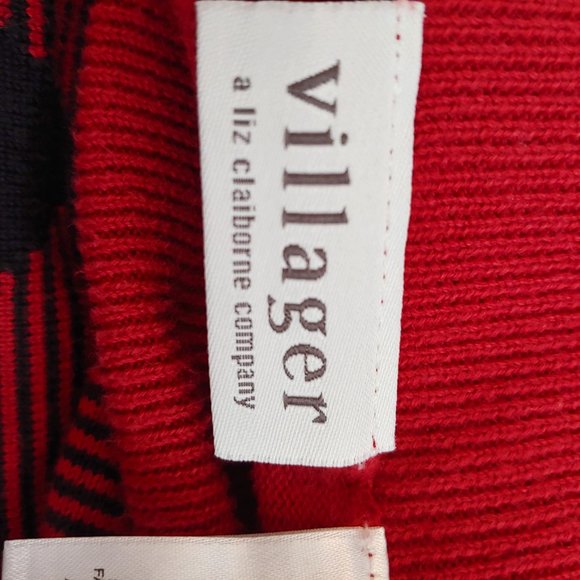 villager
a liz claiborne company